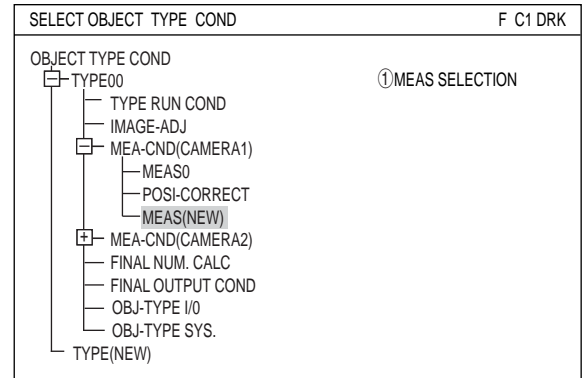 SELECT OBJECT TYPE COND F C1 DRK
OBJECT TYPE COND
TYPE00 ①MEAS SELECTION
TYPE RUN COND
IMAGE-ADJ
MEA-CND(CAMERA1)
MEAS0
POSI-CORRECT
MEAS(NEW)
MEA-CND(CAMERA2)
FINAL NUM. CALC
FINAL OUTPUT COND
OBJ-TYPE I/0
OBJ-TYPE SYS.
TYPE(NEW)